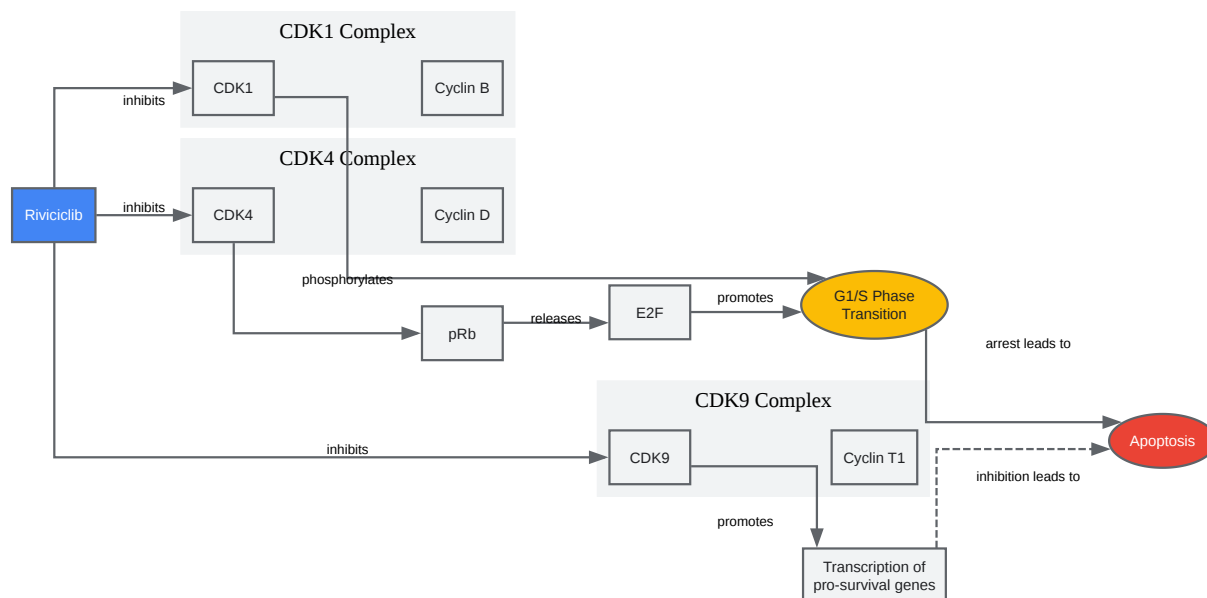 CDK1 Complex
CDK1
Cyclin B
inhibits
CDK4 Complex
Riviciclib
inhibits
CDK4
Cyclin D
phosphorylates
pRb
releases
E2F
promotes
G1/S Phase
Transition
arrest leads to
CDK9 Complex
inhibits
CDK9
Cyclin T1
Apoptosis
inhibition leads to
promotes
Transcription of
pro-survival genes